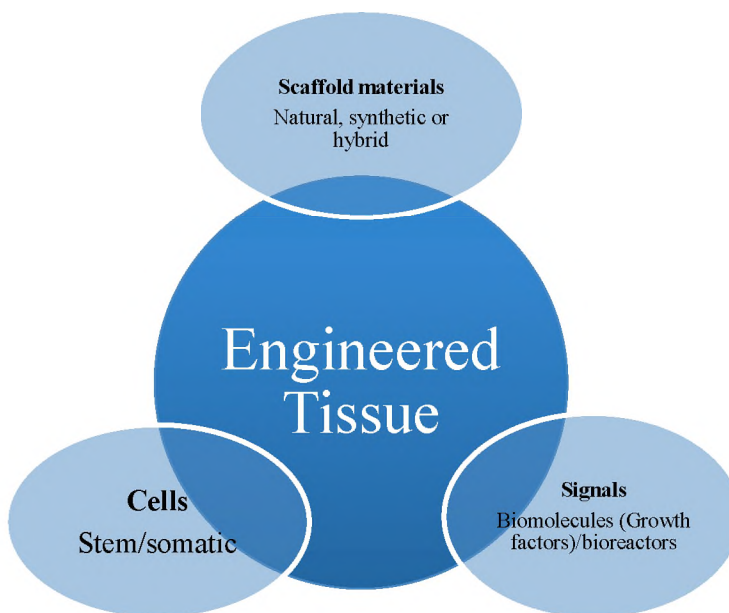 Scaffold materials
Natural, synthetic or
hybrid
Engineered
Tissue
Cells
Stem/somatic
Signals
Biomolecules (Growth
factors)/bioreactors